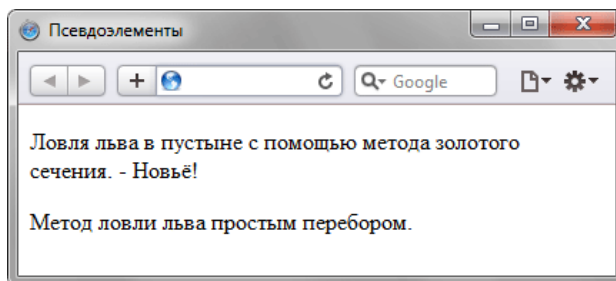 Псевдоэлементы
Google
Ловля льва в пустыне с помощью метода золотого
сечения. - Новьё!
Метод ловли льва простым перебором.